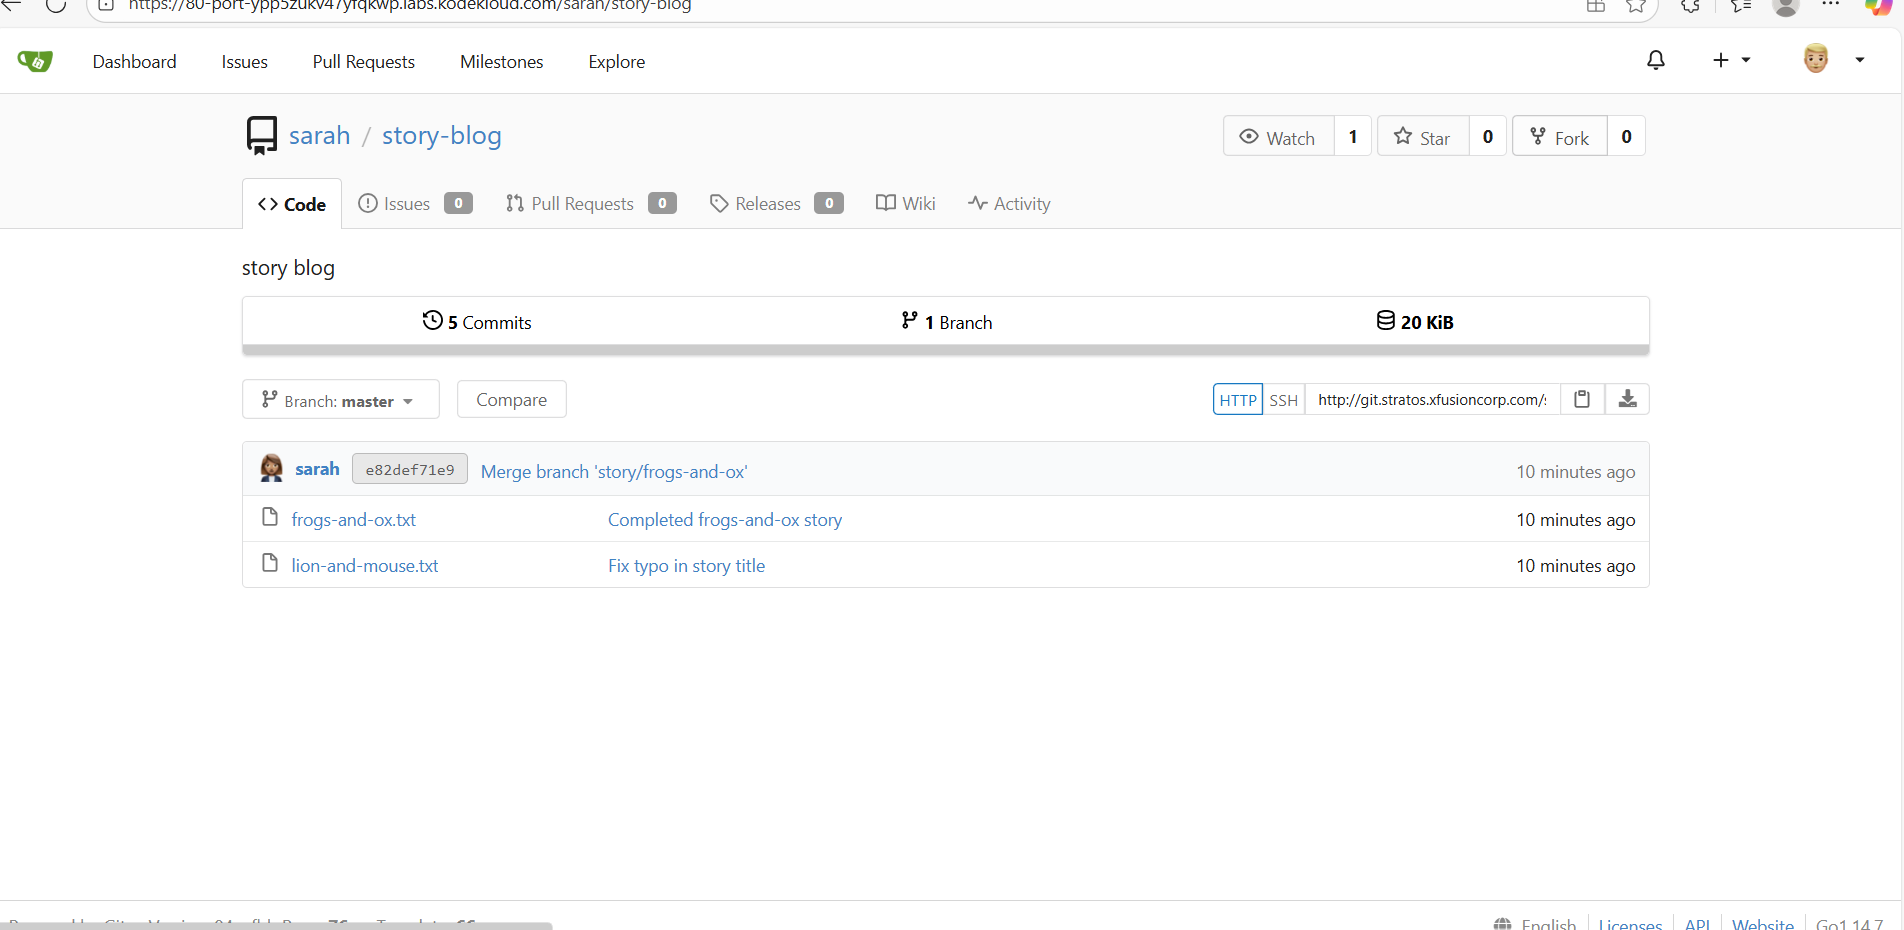 https://80-port-ypp5zukv47yfqkwp.labs.kodekloud.com/sarah/story-blog
Dashboard Issues Pull Requests Milestones Explore
sarah / story-blog
Watch 1 Star 0 Fork 0
Code Issues 0 Pull Requests 0 Releases 0 Wiki Activity
story blog
5 Commits 1 Branch 20 KiB
Branch: master Compare HTTP SSH http://git.stratos.xfusioncorp.com/s
sarah e82def71e9 Merge branch 'story/frogs-and-ox' 10 minutes ago
frogs-and-ox.txt Completed frogs-and-ox story 10 minutes ago
lion-and-mouse.txt Fix typo in story title 10 minutes ago
English Licenses API Website Go1.14.7